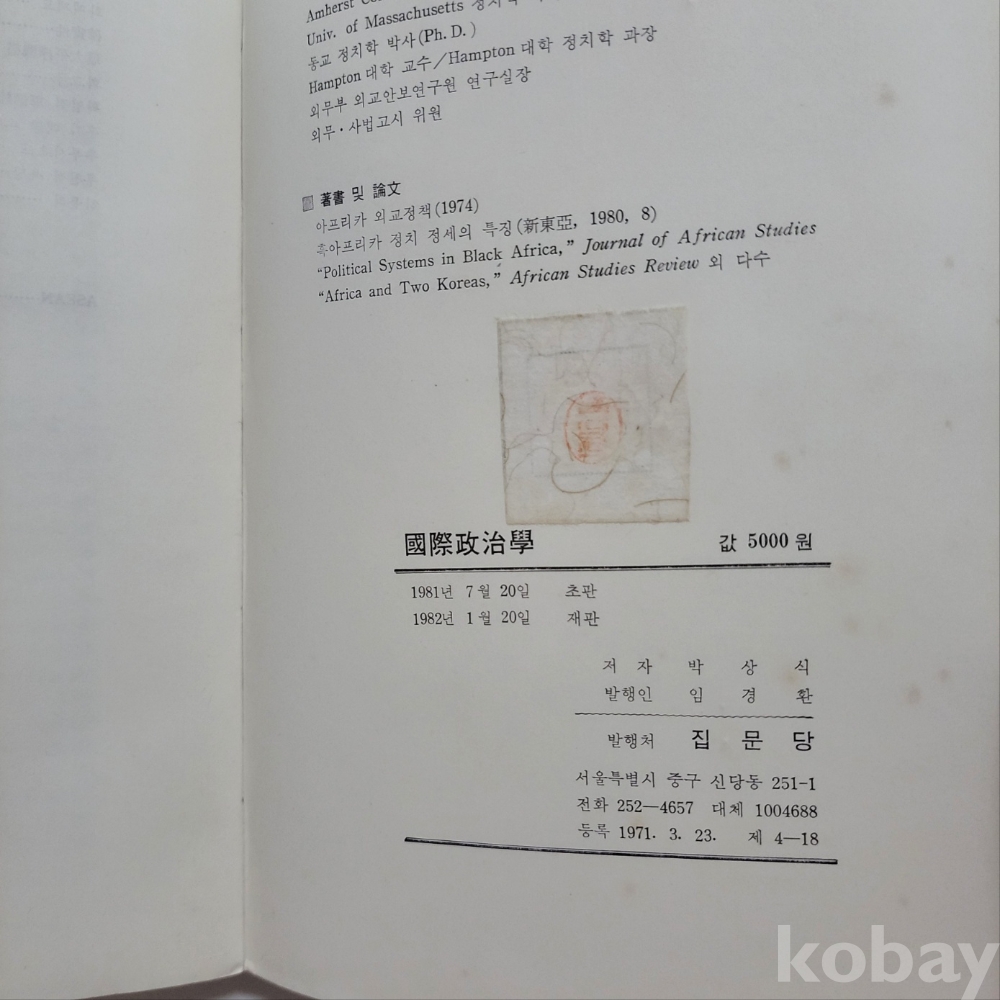 Amherst
Univ. of Massachusetts 정치학
동교 정치학 박사(Ph. D.)
Hampton 대학 교수/Hampton 대학 정치학 과장
외무부 외교안보연구원 연구실장
외무·사법고시 위원
著書 및 論文
아프리카 외교정책(1974)
흑아프리카 정치 정세의 특징(新東亞, 1980, 8)
“Political Systems in Black Africa,” Journal of African Studies
“Africa and Two Koreas,” African Studies Review 외 다수
國際政治學 값 5000 원
1981년 7월 20일 초판
1982년 1월 20일 재판
저 자 박 상 식
발행인 임 경 환
발행처 집 문 당
서울특별시 중구 신당동 251-1
전화 252—4657 대체 1004688
등록 1971. 3. 23. 제 4—18
ASEAN
kobay